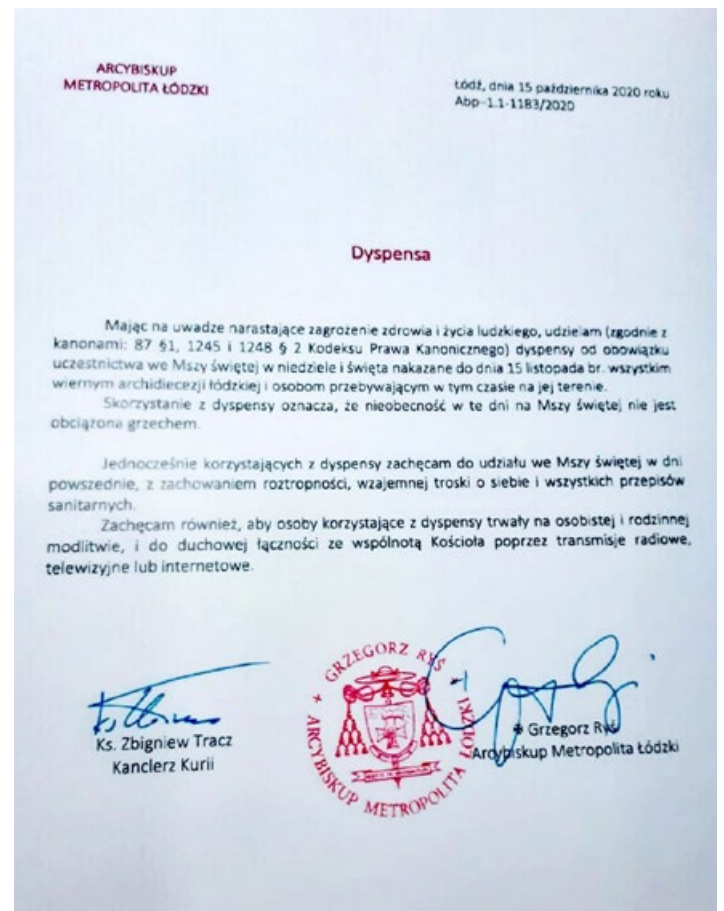 ARCYBISKUP
METROPOLITA ŁÓDZKI
Łódź, dnia 15 października 2020 roku
Abp-1.1-1183/2020
Dyspensa
Mając na uwadze narastające zagrożenie zdrowia i życia ludzkiego, udzielam (zgodnie z
kanonami: 87 §1, 1245 i 1248 § 2 Kodeksu Prawa Kanonicznego) dyspensy od obowiązku
uczestnictwa we Mszy świętej w niedziele i święta nakazane do dnia 15 listopada br. wszystkim
wiernym archidiecezji łódzkiej i osobom przebywającym w tym czasie na jej terenie.
Skorzystanie z dyspensy oznacza, że nieobecność w te dni na Mszy świętej nie jest
obciążona grzechem.
Jednocześnie korzystających z dyspensy zachęcam do udziału we Mszy świętej w dni
powszednie, z zachowaniem roztropności, wzajemnej troski o siebie i wszystkich przepisów
sanitarnych.
Zachęcam również, aby osoby korzystające z dyspensy trwały na osobistej i rodzinnej
modlitwie, i do duchowej łączności ze wspólnotą Kościoła poprzez transmisje radiowe,
telewizyjne lub internetowe.
Ks. Zbigniew Tracz
Kanclerz Kurii
GRZEGORZ RYŚ
ARCYBISKUP METROPOLITA ŁÓDZKI
Grzegorz Ryś
Arcybiskup Metropolita Łódzki